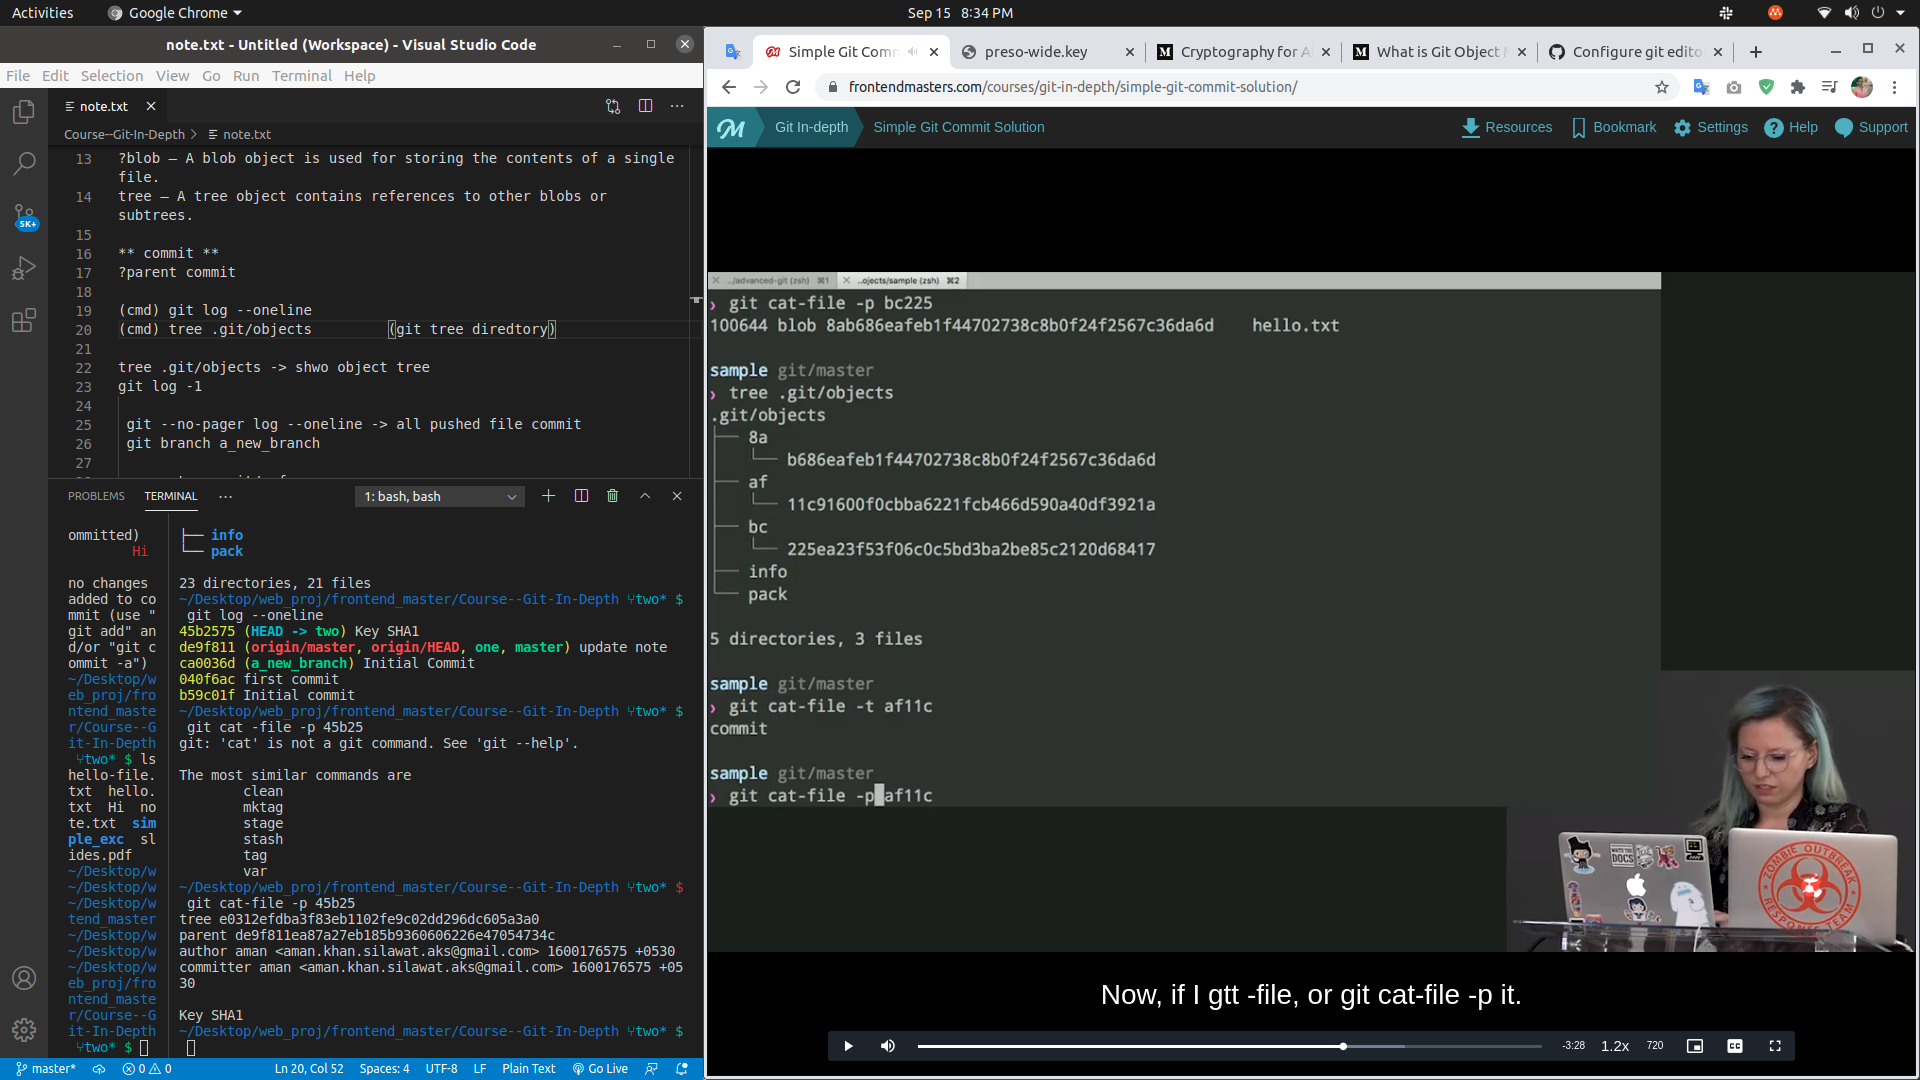 Activities
Google Chrome
Sep 15 8:34 PM
note.txt - Untitled (Workspace) - Visual Studio Code
File Edit Selection View Go Run Terminal Help
note.txt
Course--Git-In-Depth > note.txt
13 ?blob — A blob object is used for storing the contents of a single
file.
14 tree — A tree object contains references to other blobs or
subtrees.
15
16 ** commit **
17 ?parent commit
18
19 (cmd) git log --oneline
20 (cmd) tree .git/objects (git tree diredtory)
21
22 tree .git/objects -> shwo object tree
23 git log -1
24
25 git --no-pager log --oneline -> all pushed file commit
26 git branch a_new_branch
27
5K+
PROBLEMS TERMINAL ···
1: bash, bash
ommitted)
Hi
no changes
added to co
mmit (use "
git add" an
d/or "git c
ommit -a")
~/Desktop/w
eb_proj/fro
ntend_maste
r/Course--G
it-In-Depth
two* $ ls
hello-file.
txt hello.
txt Hi no
te.txt sim
ple_exc sl
ides.pdf
~/Desktop/w
~/Desktop/w
~/Desktop/w
tend_master
~/Desktop/w
~/Desktop/w
~/Desktop/w
eb_proj/fro
ntend_maste
r/Course--G
it-In-Depth
two* $
├── info
└── pack
23 directories, 21 files
~/Desktop/web_proj/frontend_master/Course--Git-In-Depth two* $
git log --oneline
45b2575 (HEAD -> two) Key SHA1
de9f811 (origin/master, origin/HEAD, one, master) update note
ca0036d (a_new_branch) Initial Commit
040f6ac first commit
b59c01f Initial commit
~/Desktop/web_proj/frontend_master/Course--Git-In-Depth two* $
git cat -file -p 45b25
git: 'cat' is not a git command. See 'git --help'.
The most similar commands are
clean
mktag
stage
stash
tag
var
~/Desktop/web_proj/frontend_master/Course--Git-In-Depth two* $
git cat-file -p 45b25
tree e0312efdba3f83eb1102fe9c02dd296dc605a3a0
parent de9f811ea87a27eb185b9360606226e47054734c
author aman <aman.khan.silawat.aks@gmail.com> 1600176575 +0530
committer aman <aman.khan.silawat.aks@gmail.com> 1600176575 +05
30
Key SHA1
~/Desktop/web_proj/frontend_master/Course--Git-In-Depth two* $
master* 0 0 Ln 20, Col 52 Spaces: 4 UTF-8 LF Plain Text Go Live
Simple Git Com
preso-wide.key
Cryptography for A
What is Git Object
Configure git edito
frontendmasters.com/courses/git-in-depth/simple-git-commit-solution/
Git In-depth
Simple Git Commit Solution
Resources Bookmark Settings Help Support
../advanced-git (zsh) ⌘1
..ojects/sample (zsh) ⌘2
❯ git cat-file -p bc225
100644 blob 8ab686eafeb1f44702738c8b0f24f2567c36da6d hello.txt
sample git/master
❯ tree .git/objects
.git/objects
├── 8a
└── b686eafeb1f44702738c8b0f24f2567c36da6d
├── af
└── 11c91600f0cbba6221fcb466d590a40df3921a
├── bc
└── 225ea23f53f06c0c5bd3ba2be85c2120d68417
├── info
└── pack
5 directories, 3 files
sample git/master
❯ git cat-file -t af11c
commit
sample git/master
❯ git cat-file -p af11c
WRITE THE
DOCS
ZOMBIE OUTBREAK
RESPONSE TEAM
Now, if I gtt -file, or git cat-file -p it.
-3:28
1.2x
720
CC